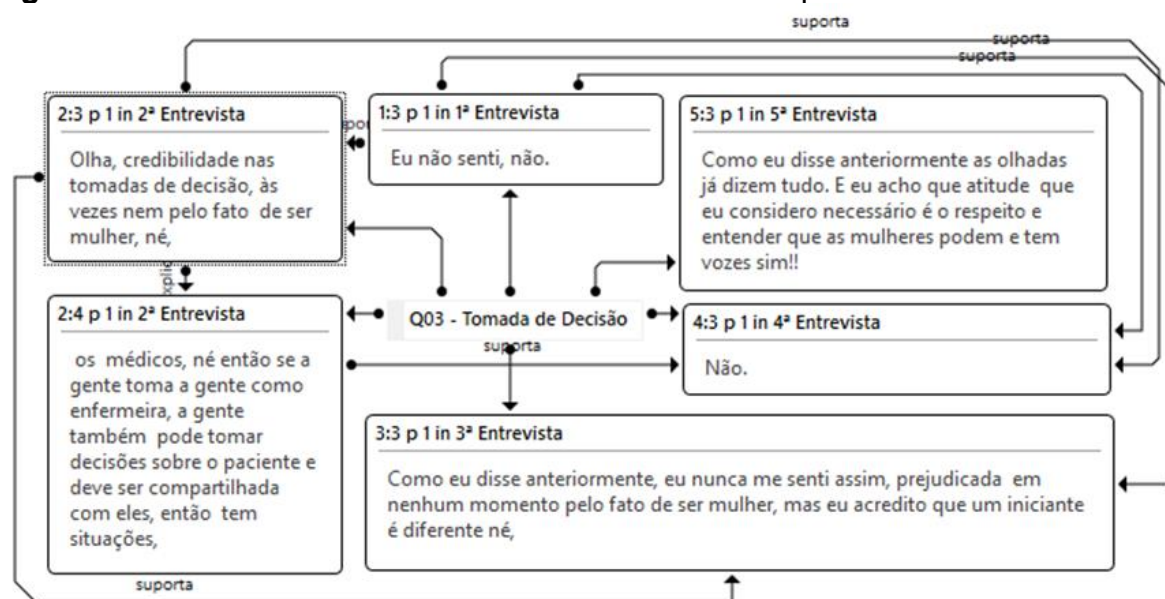 suporta
suporta
suporta
2:3 p 1 in 2ª Entrevista
Olha, credibilidade nas
tomadas de decisão, às
vezes nem pelo fato de ser
mulher, né,
1:3 p 1 in 1ª Entrevista
Eu não senti, não.
5:3 p 1 in 5ª Entrevista
Como eu disse anteriormente as olhadas
já dizem tudo. E eu acho que atitude que
eu considero necessário é o respeito e
entender que as mulheres podem e tem
vozes sim!!
2:4 p 1 in 2ª Entrevista
os médicos, né então se a
gente toma a gente como
enfermeira, a gente
também pode tomar
decisões sobre o paciente e
deve ser compartilhada
com eles, então tem
situações,
Q03 - Tomada de Decisão
suporta
4:3 p 1 in 4ª Entrevista
Não.
3:3 p 1 in 3ª Entrevista
Como eu disse anteriormente, eu nunca me senti assim, prejudicada em
nenhum momento pelo fato de ser mulher, mas eu acredito que um iniciante
é diferente né,
suporta